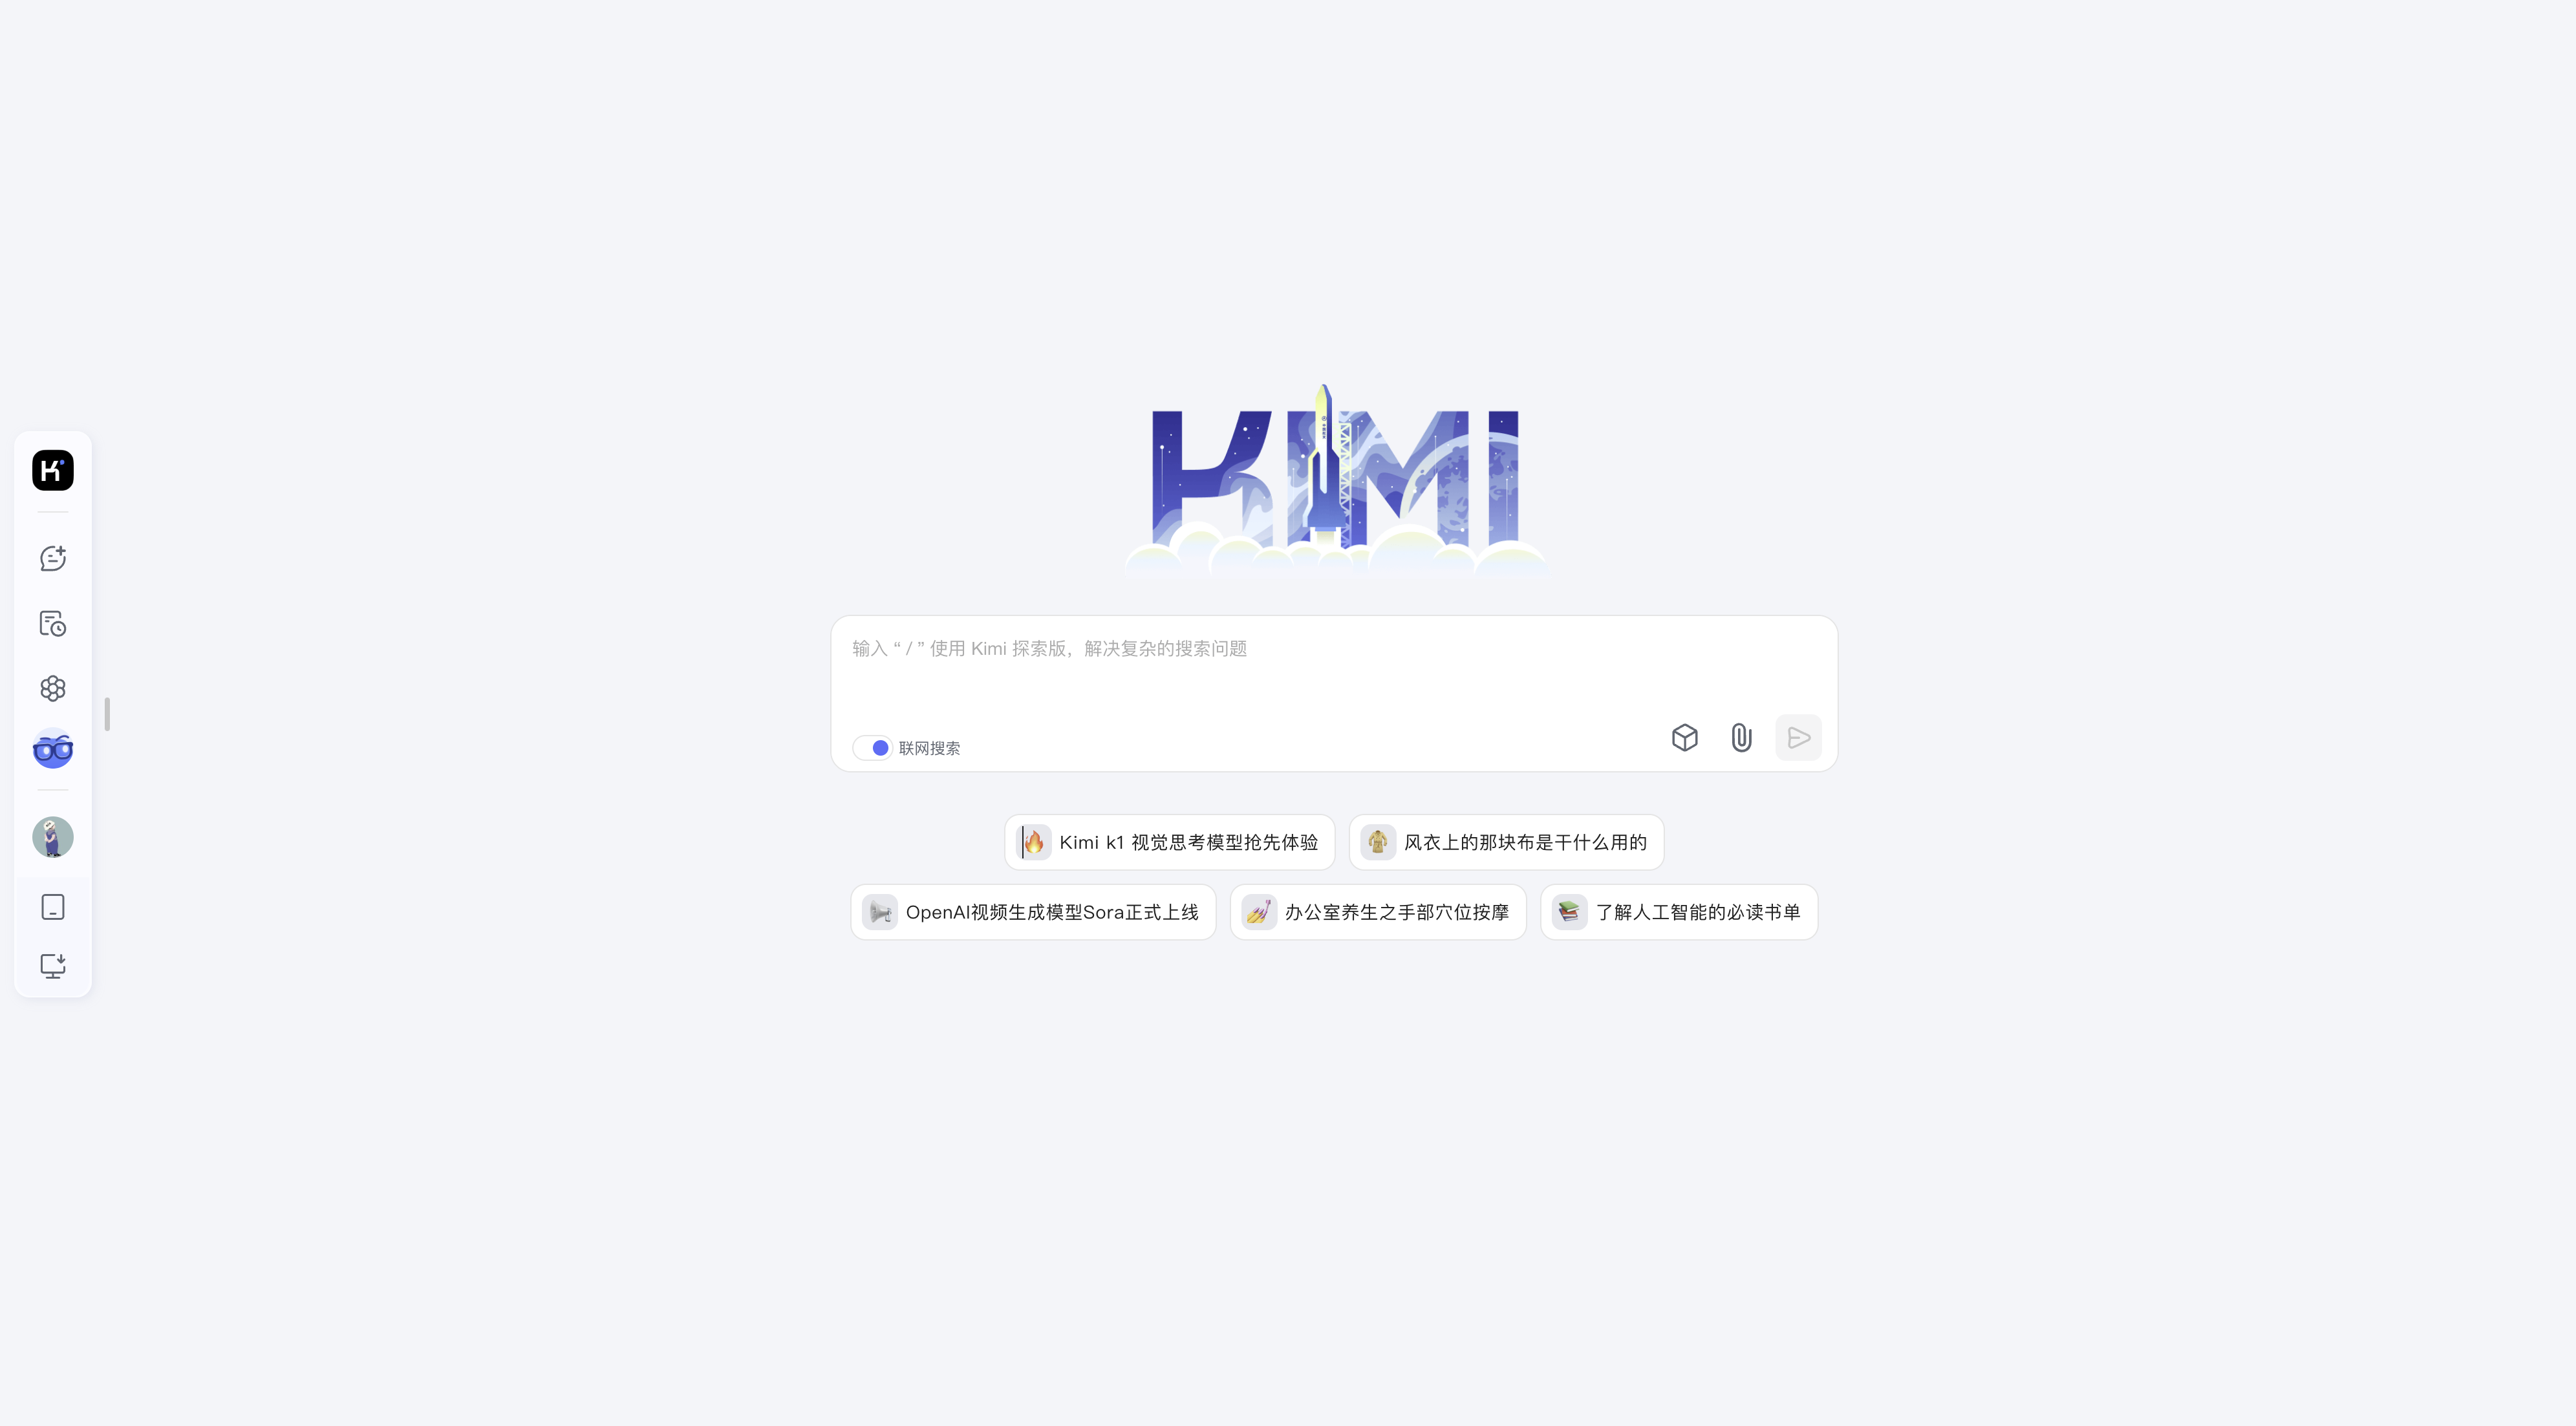 KIMI
输入 “ / ” 使用 Kimi 探索版，解决复杂的搜索问题
联网搜索
Kimi k1 视觉思考模型抢先体验
风衣上的那块布是干什么用的
OpenAI视频生成模型Sora正式上线
办公室养生之手部穴位按摩
了解人工智能的必读书单